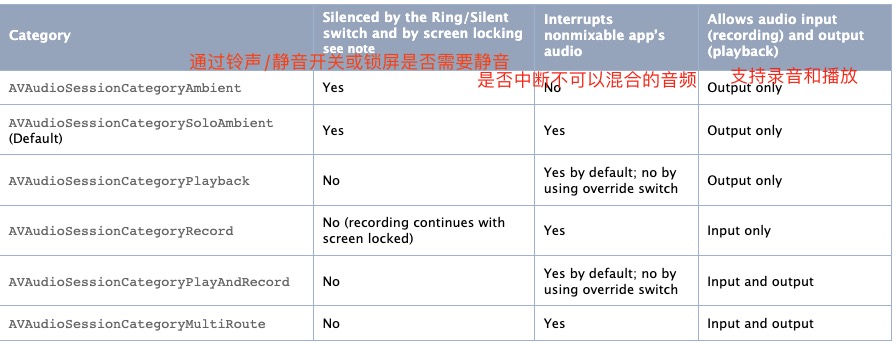 Category
Silenced by the Ring/Silent
switch and by screen locking
see note
Interrupts
nonmixable app's
audio
Allows audio input
(recording) and output
(playback)
通过铃声/静音开关或锁屏是否需要静音
是否中断不可以混合的音频
支持录音和播放
AVAudioSessionCategoryAmbient
Yes
No
Output only
AVAudioSessionCategorySoloAmbient
(Default)
Yes
Yes
Output only
AVAudioSessionCategoryPlayback
No
Yes by default; no by
using override switch
Output only
AVAudioSessionCategoryRecord
No (recording continues with
screen locked)
Yes
Input only
AVAudioSessionCategoryPlayAndRecord
No
Yes by default; no by
using override switch
Input and output
AVAudioSessionCategoryMultiRoute
No
Yes
Input and output